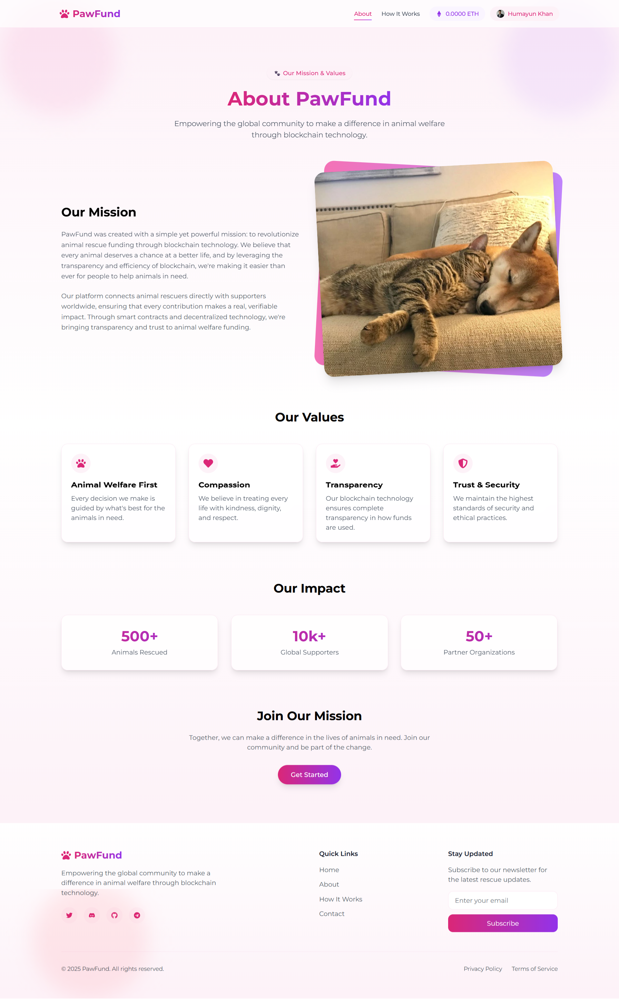 PawFund
About
How It Works
0.0000 ETH
Humayun Khan
Our Mission & Values
About PawFund
Empowering the global community to make a difference in animal welfare
through blockchain technology.
Our Mission
PawFund was created with a simple yet powerful mission: to revolutionize
animal rescue funding through blockchain technology. We believe that
every animal deserves a chance at a better life, and by leveraging the
transparency and efficiency of blockchain, we're making it easier than
ever for people to help animals in need.
Our platform connects animal rescuers directly with supporters
worldwide, ensuring that every contribution makes a real, verifiable
impact. Through smart contracts and decentralized technology, we're
bringing transparency and trust to animal welfare funding.
Our Values
Animal Welfare First
Every decision we make is
guided by what's best for the
animals in need.
Compassion
We believe in treating every
life with kindness, dignity,
and respect.
Transparency
Our blockchain technology
ensures complete
transparency in how funds
are used.
Trust & Security
We maintain the highest
standards of security and
ethical practices.
Our Impact
500+
Animals Rescued
10k+
Global Supporters
50+
Partner Organizations
Join Our Mission
Together, we can make a difference in the lives of animals in need. Join our
community and be part of the change.
Get Started
PawFund
Empowering the global community to make a
difference in animal welfare through blockchain
technology.
Quick Links
Home
About
How It Works
Contact
Stay Updated
Subscribe to our newsletter for
the latest rescue updates.
Enter your email
Subscribe
© 2025 PawFund. All rights reserved.
Privacy Policy
Terms of Service